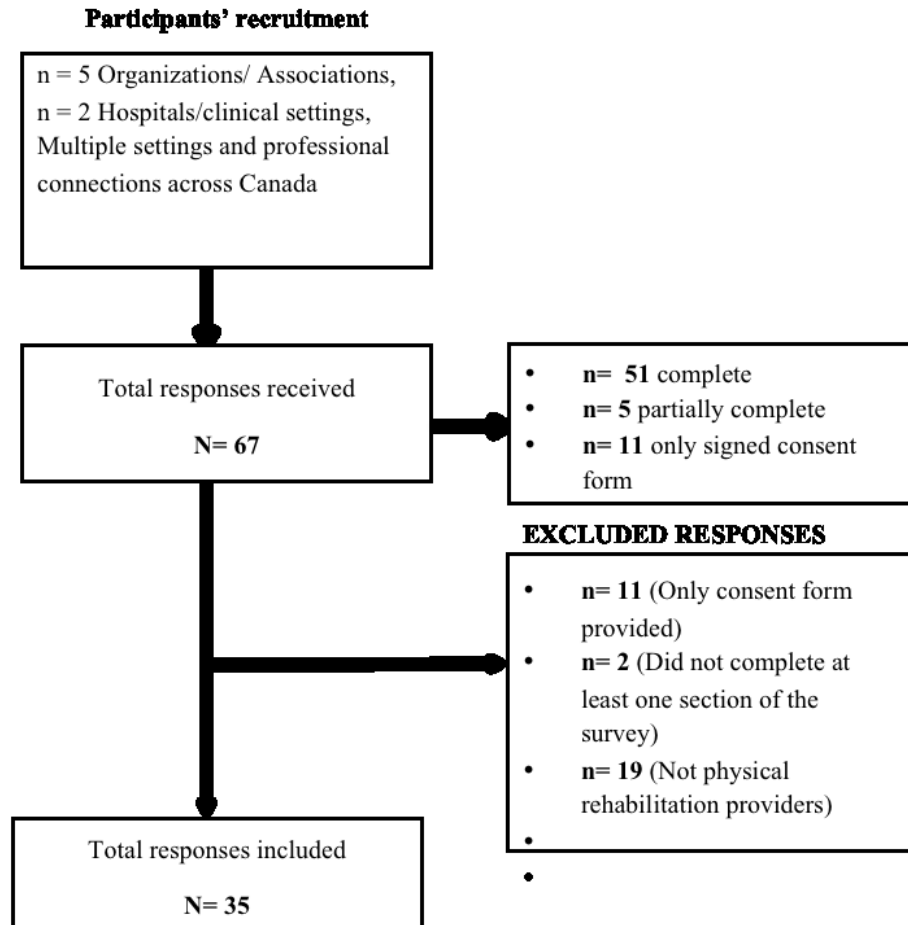 Participants' recruitment
n = 5 Organizations/ Associations,
n = 2 Hospitals/clinical settings,
Multiple settings and professional
connections across Canada
Total responses received
N= 67
• n=  51 complete
• n= 5 partially complete
• n= 11 only signed consent
form
EXCLUDED RESPONSES
• n= 11 (Only consent form
provided)
• n= 2 (Did not complete at
least one section of the
survey)
• n= 19 (Not physical
rehabilitation providers)
•
•
Total responses included
N= 35